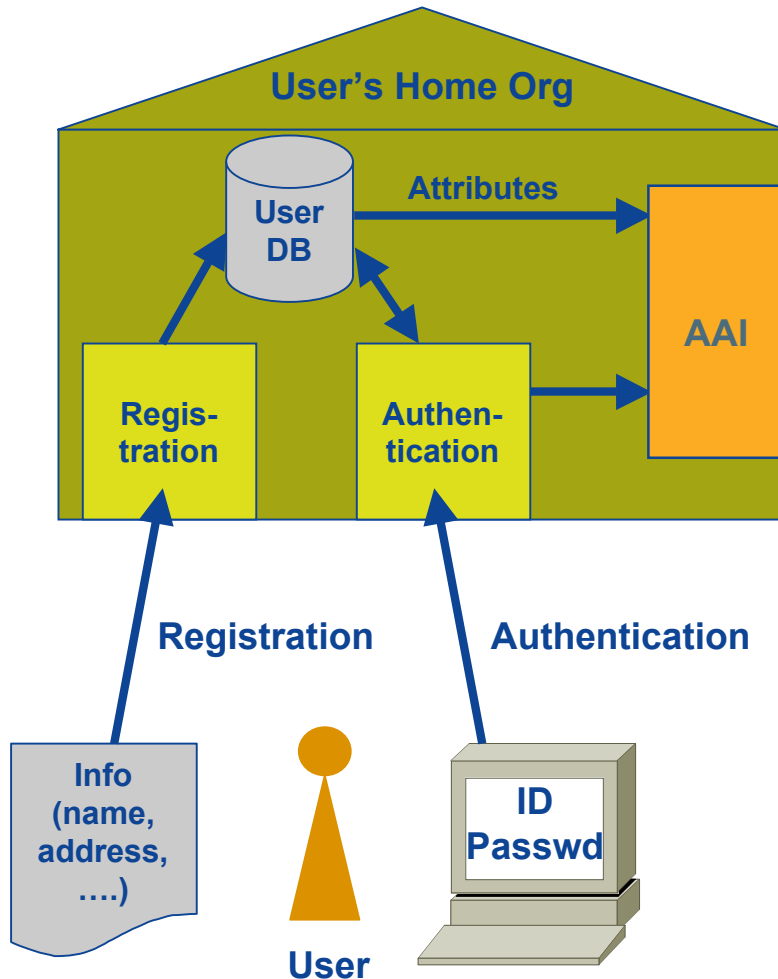 User’s Home Org
Attributes
User
DB
AAI
Regis-
tration
Authen-
tication
Registration
Authentication
Info
(name,
address,
….)
ID
Passwd
User